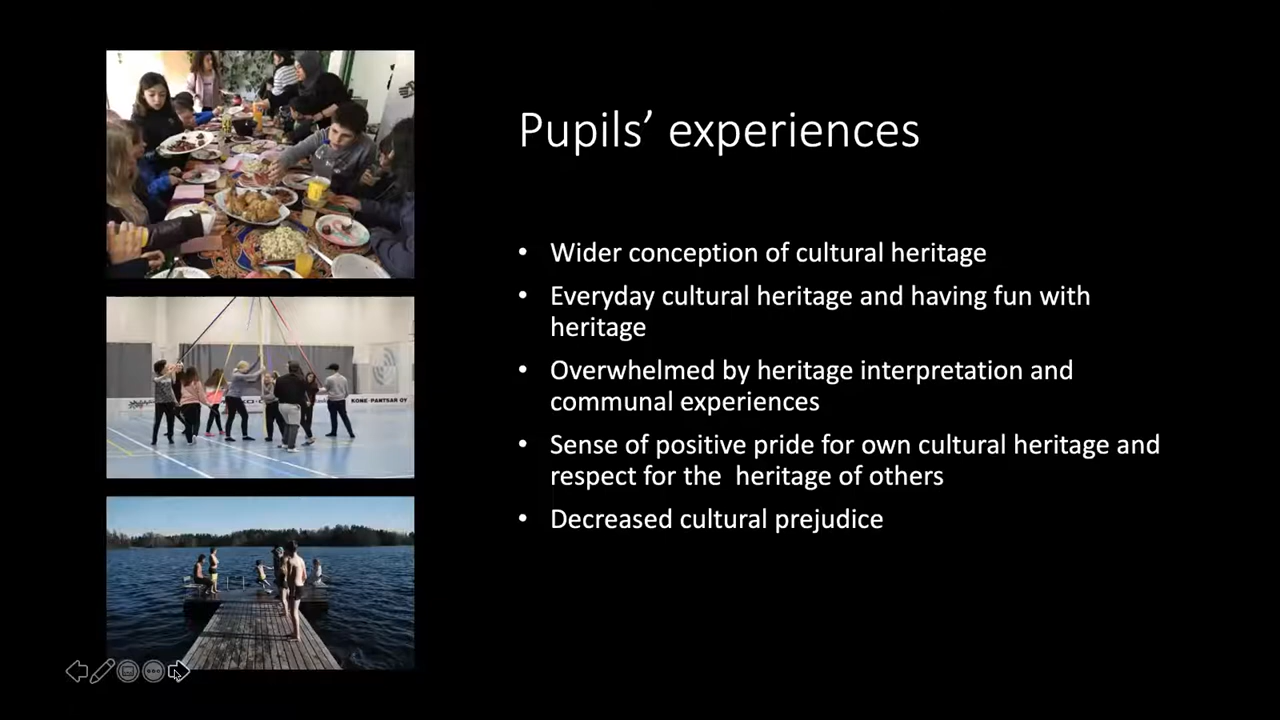 Pupils’ experiences
• Wider conception of cultural heritage
• Everyday cultural heritage and having fun with
heritage
• Overwhelmed by heritage interpretation and
communal experiences
• Sense of positive pride for own cultural heritage and
respect for the  heritage of others
• Decreased cultural prejudice
KONE-PANTSAR OY